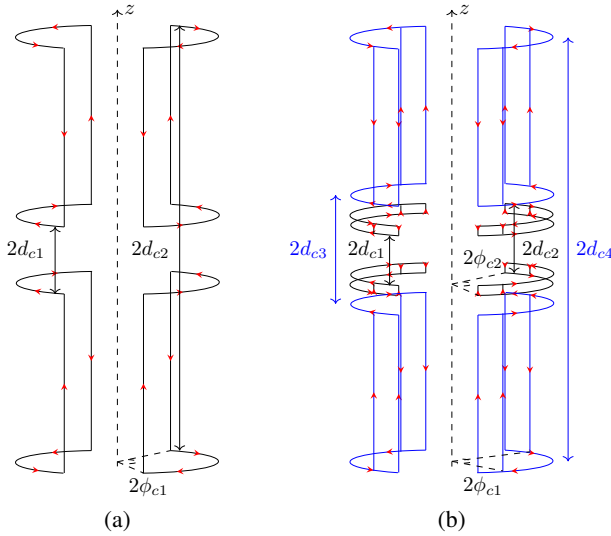 z
z
2d_{c1}
2d_{c2}
2ϕ_{c1}
2d_{c3}
2d_{c1}
2ϕ_{c2}
2d_{c2}
2d_{c4}
2ϕ_{c1}
(a)
(b)